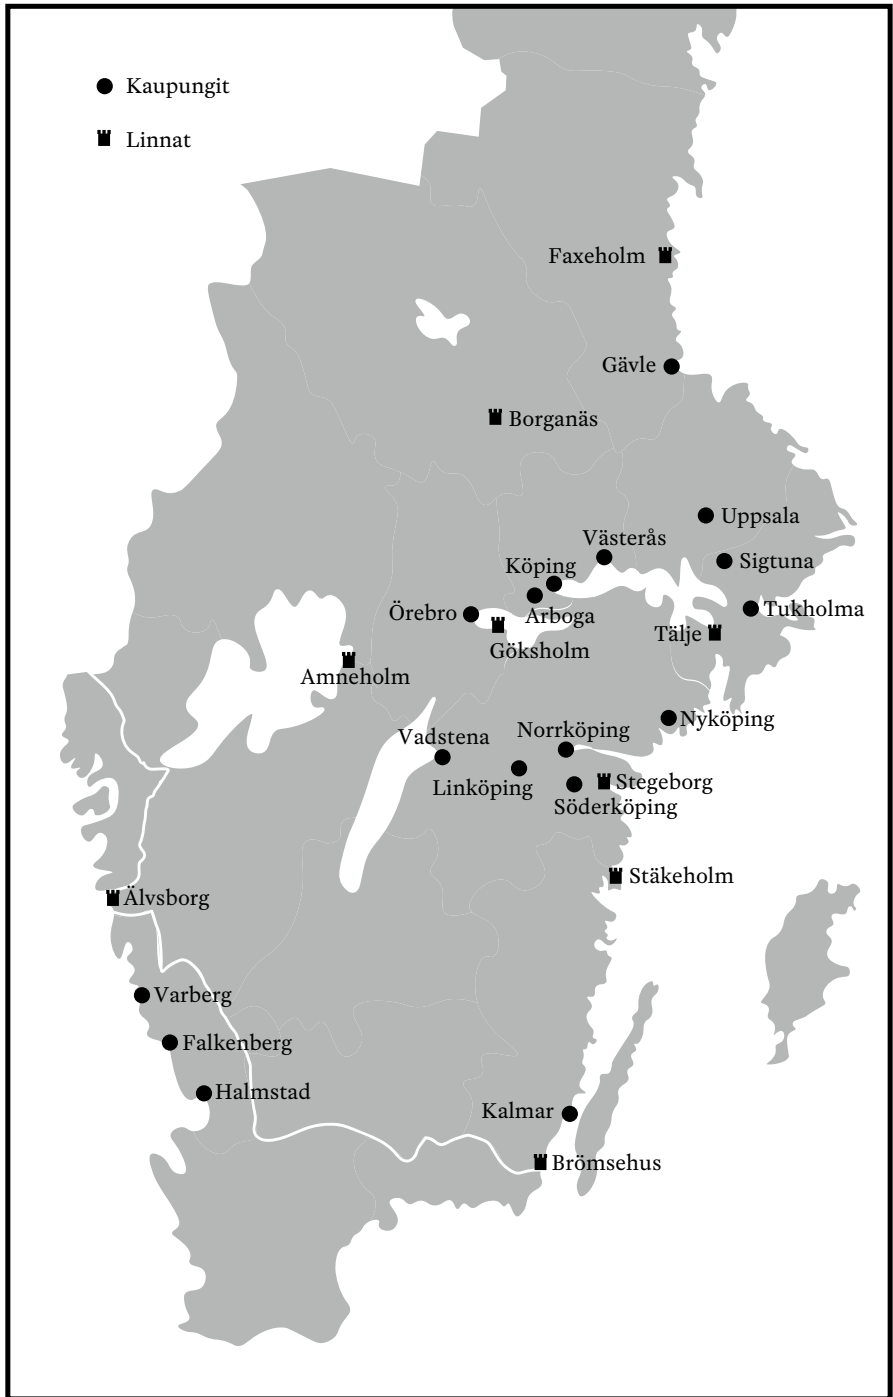 Kaupungit
Linnat
Faxeholm
Gävle
Borganäs
Uppsala
Västerås
Sigtuna
Köping
Arboga
Örebro
Tukholma
Tälje
Göksholm
Amneholm
Nyköping
Norrköping
Vadstena
Linköping
Stegeborg
Söderköping
Stäkeholm
Älvsborg
Varberg
Falkenberg
Halmstad
Kalmar
Brömsehus